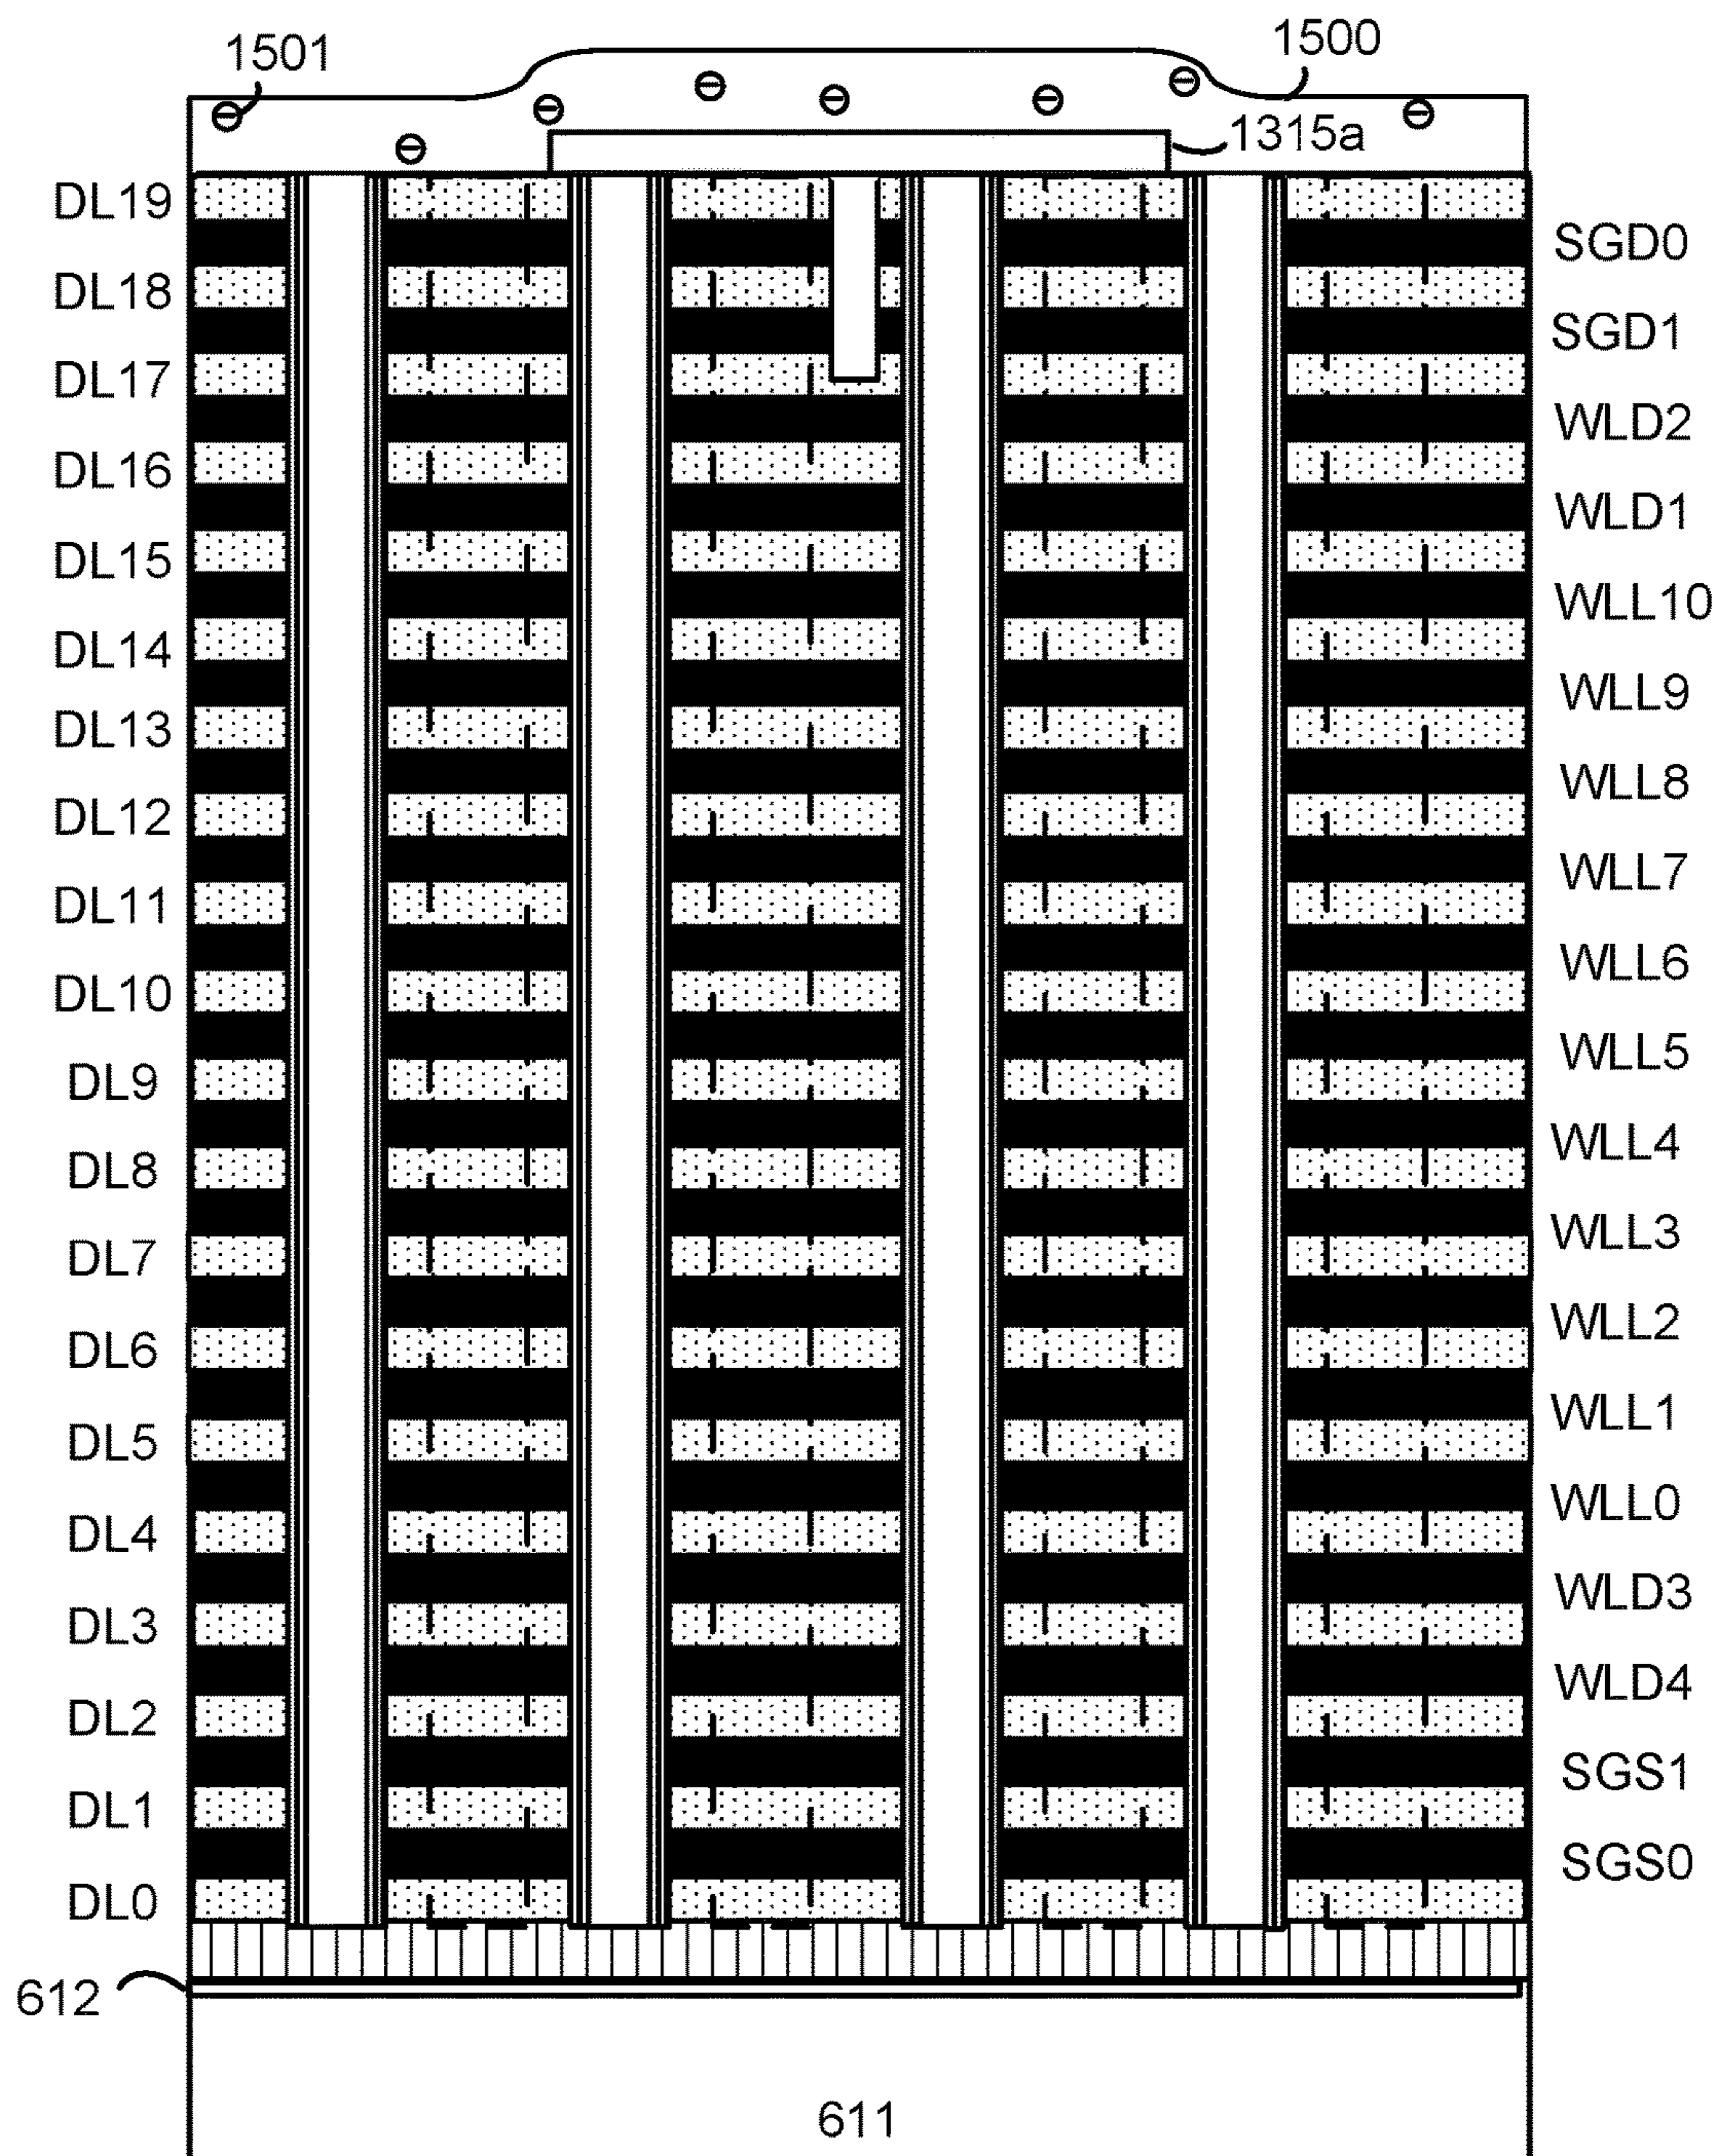 1501
1500
1315a
DL19
SGD0
DL18
SGD1
DL17
WLD2
DL16
WLD1
DL15
WLL10
DL14
WLL9
DL13
WLL8
DL12
WLL7
DL11
WLL6
DL10
WLL5
DL9
WLL4
DL8
WLL3
DL7
WLL2
DL6
WLL1
DL5
WLL0
DL4
WLD3
DL3
WLD4
DL2
SGS1
DL1
SGS0
DL0
612
611